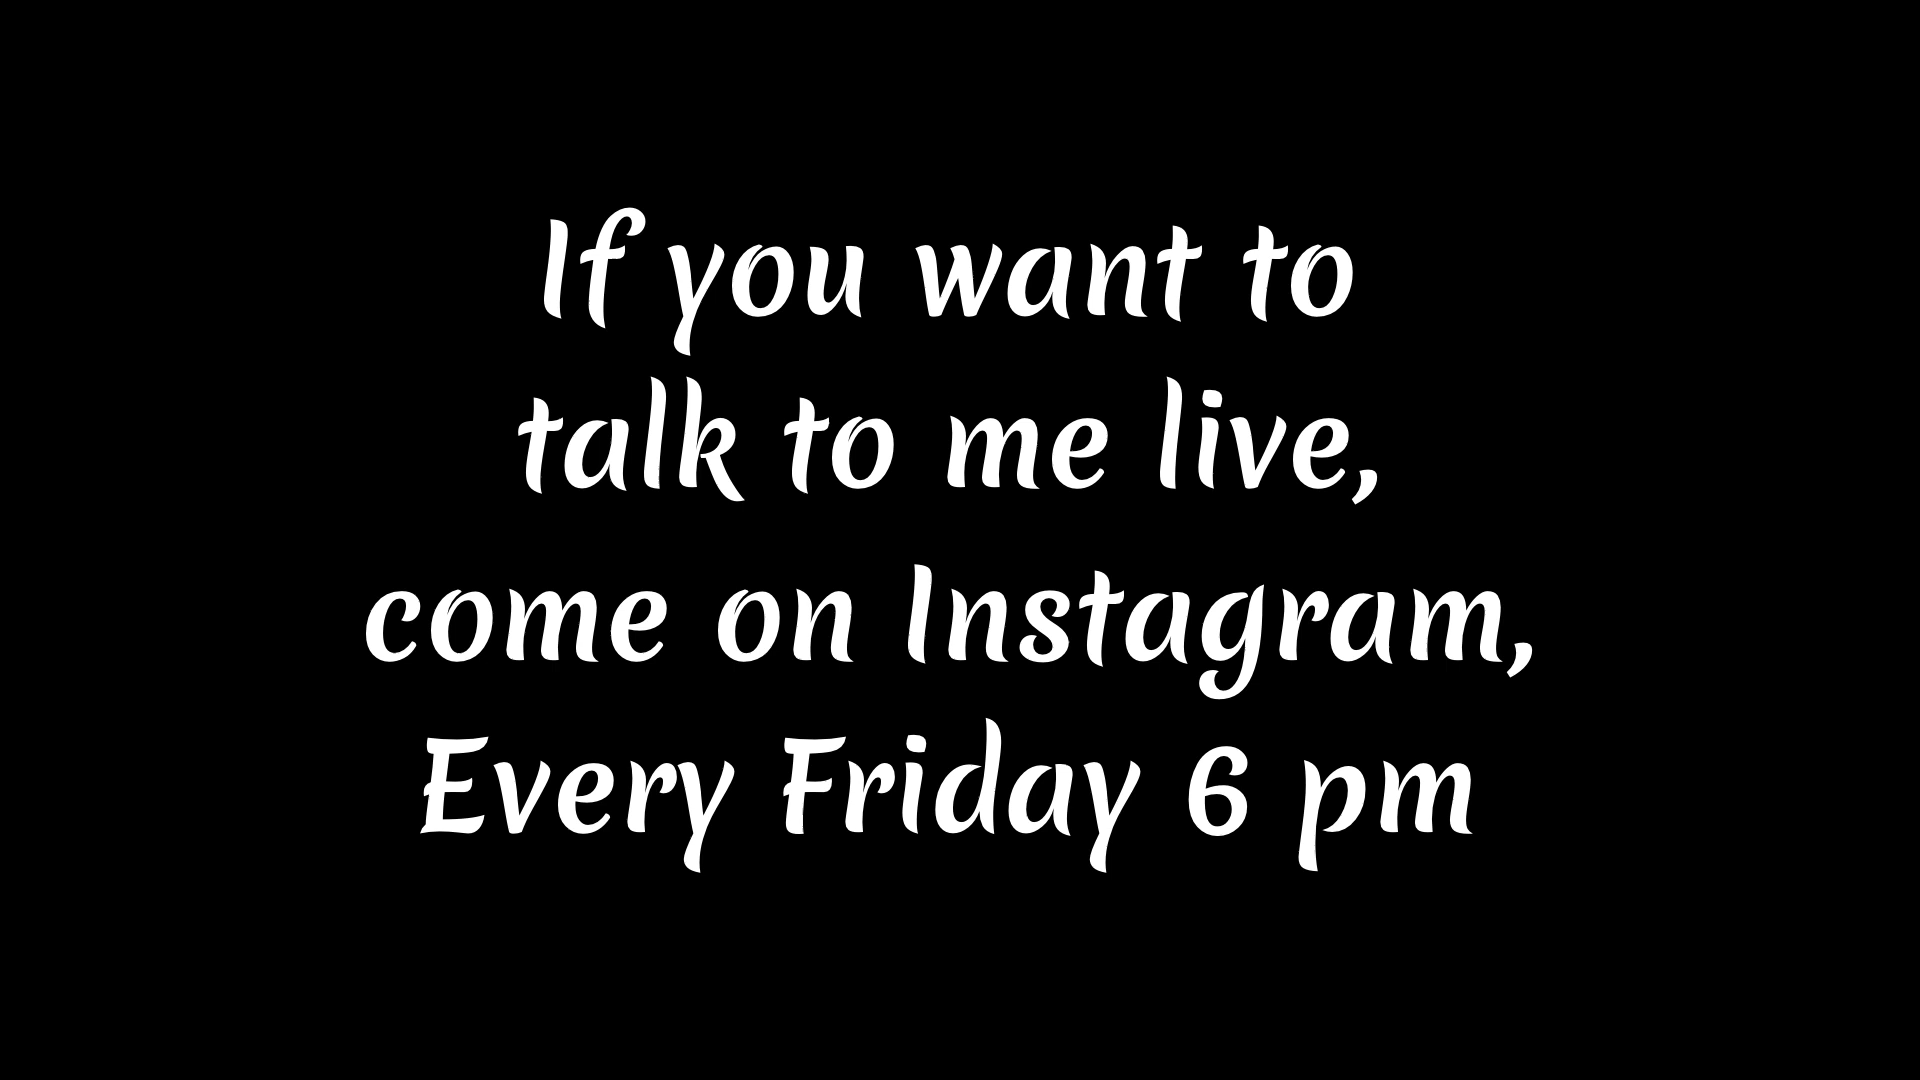 If you want to
talk to me live,
come on Instagram,
Every Friday 6 pm